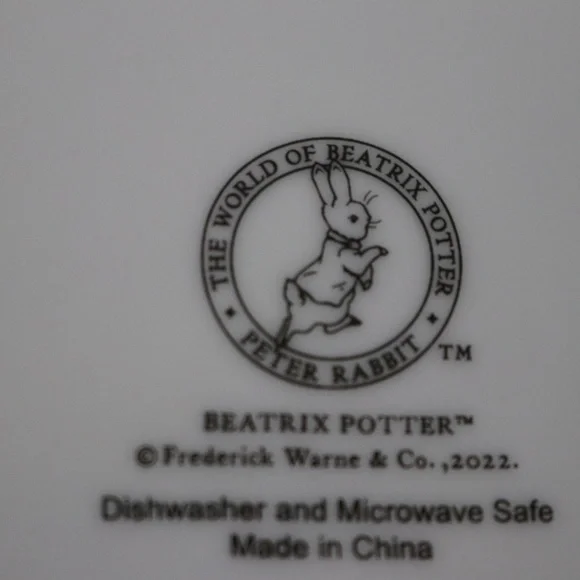 THE WORLD OF BEATRIX POTTER
PETER RABBIT
TM
BEATRIX POTTER™
©Frederick Warne & Co.,2022.
Dishwasher and Microwave Safe
Made in China